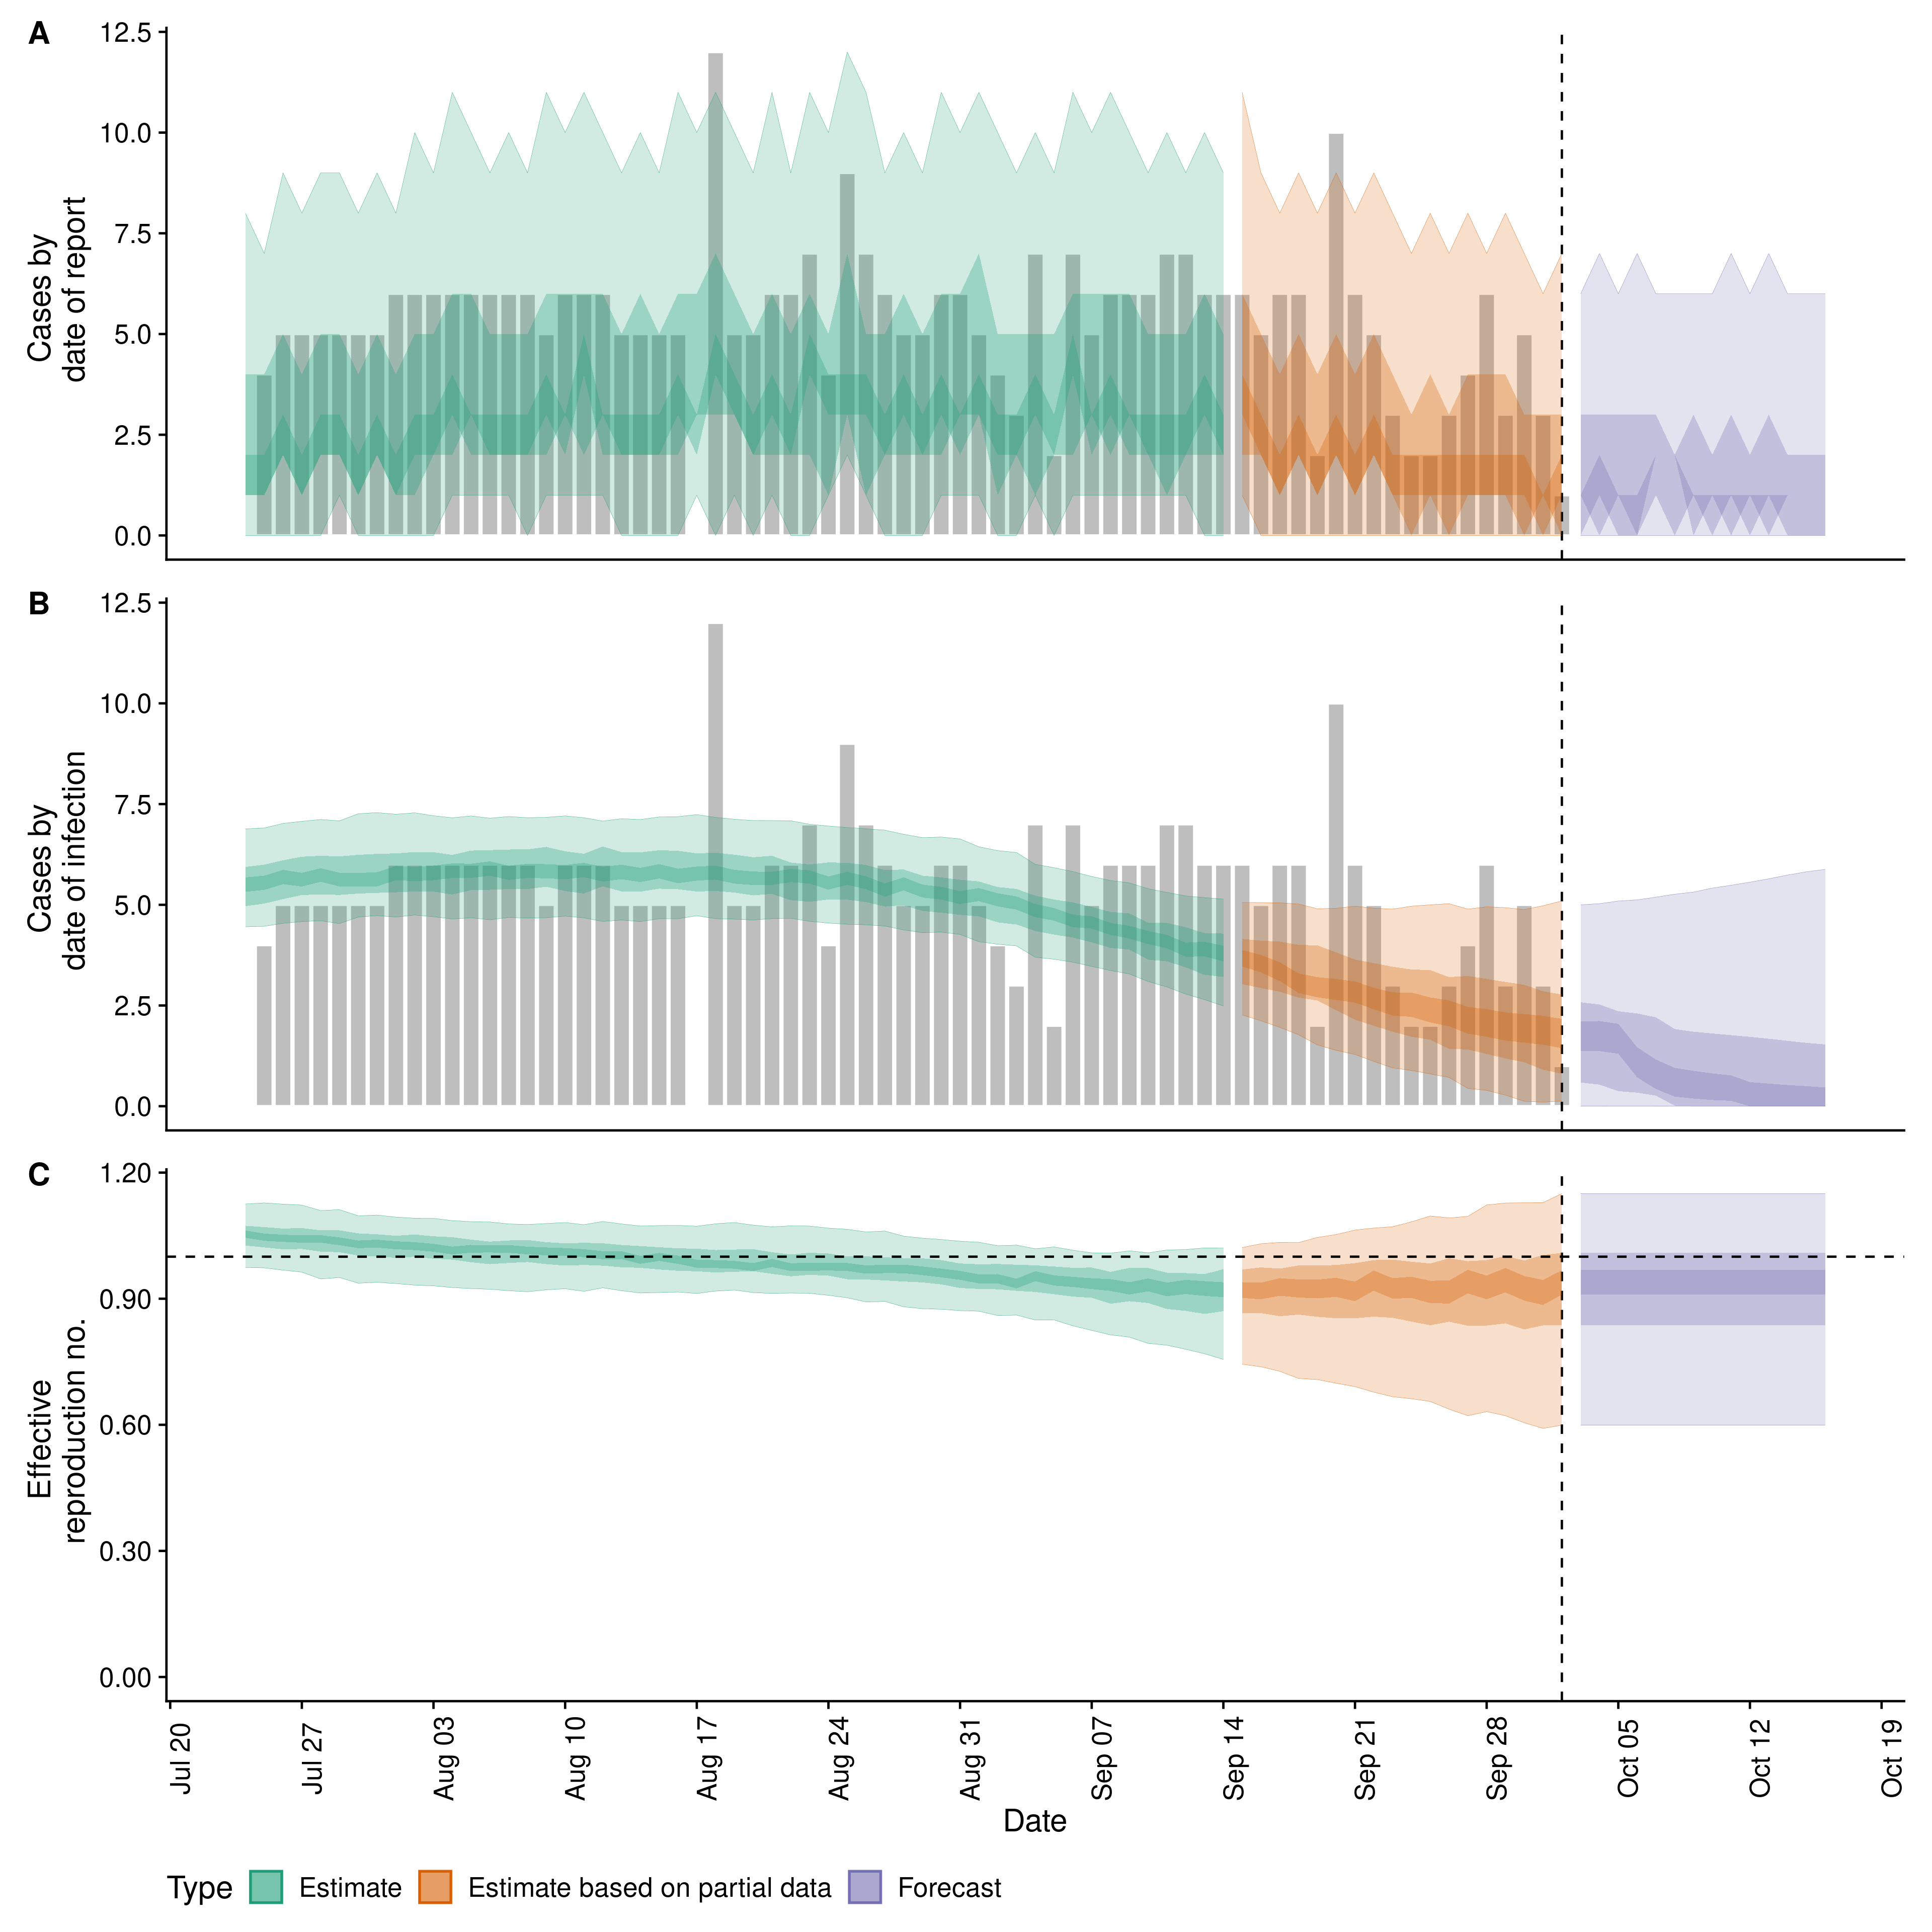 A
12.5
10.0
7.5
5.0
2.5
0.0
Cases by
date of report
B
12.5
10.0
7.5
5.0
2.5
0.0
Cases by
date of infection
C
1.20
0.90
0.60
0.30
0.00
Effective
reproduction no.
Jul 20
Jul 27
Aug 03
Aug 10
Aug 17
Aug 24
Aug 31
Sep 07
Sep 14
Sep 21
Sep 28
Oct 05
Oct 12
Oct 19
Date
Type Estimate Estimate based on partial data Forecast